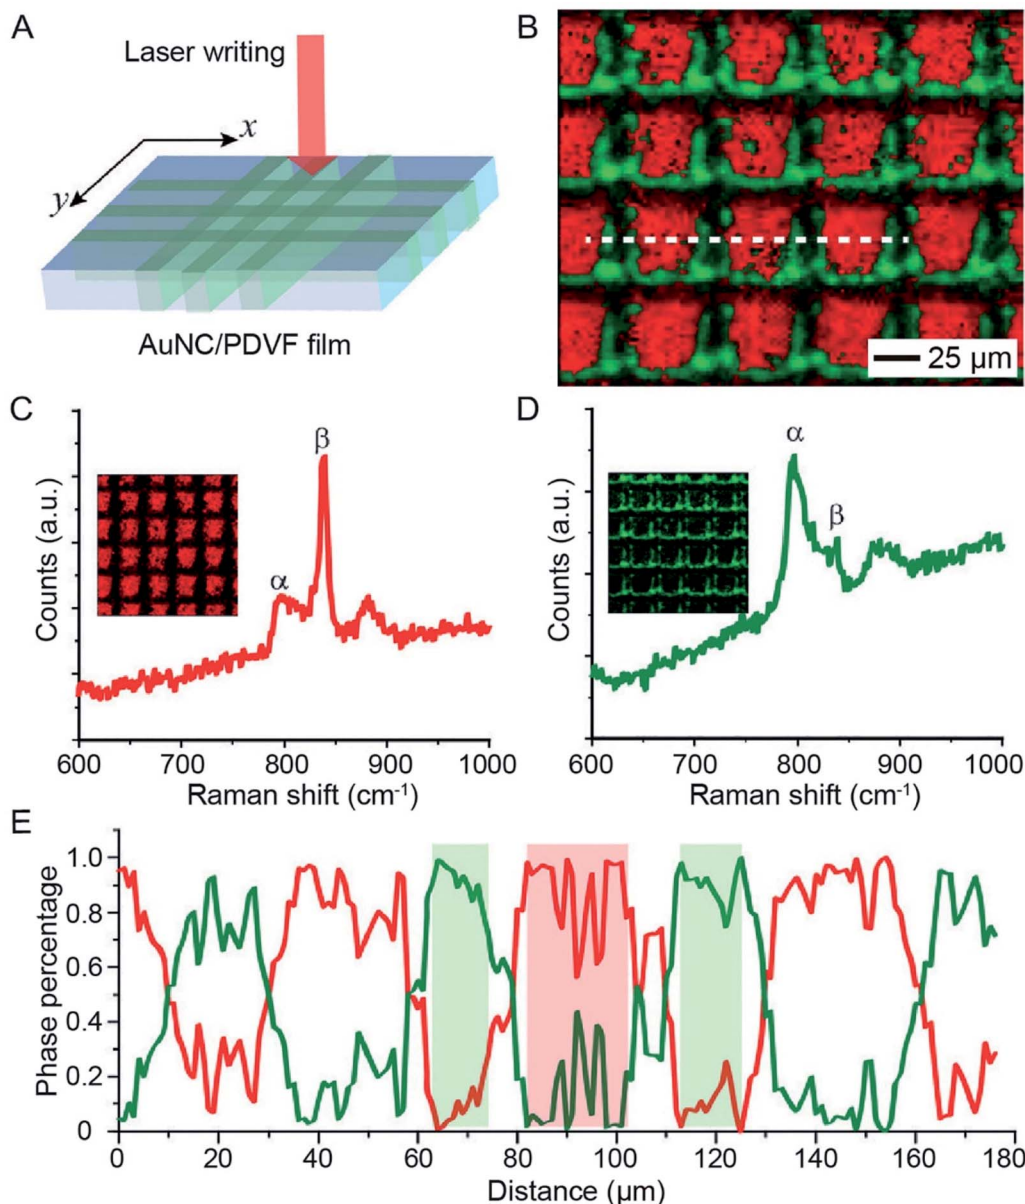 A
Laser writing
x
y
AuNC/PDVF film
B
25 μm
C
β
α
Counts (a.u.)
600 700 800 900 1000
Raman shift (cm⁻¹)
D
α
β
Counts (a.u.)
600 700 800 900 1000
Raman shift (cm⁻¹)
E
Phase percentage
1.0
0.8
0.6
0.4
0.2
0
0 20 40 60 80 100 120 140 160 180
Distance (μm)